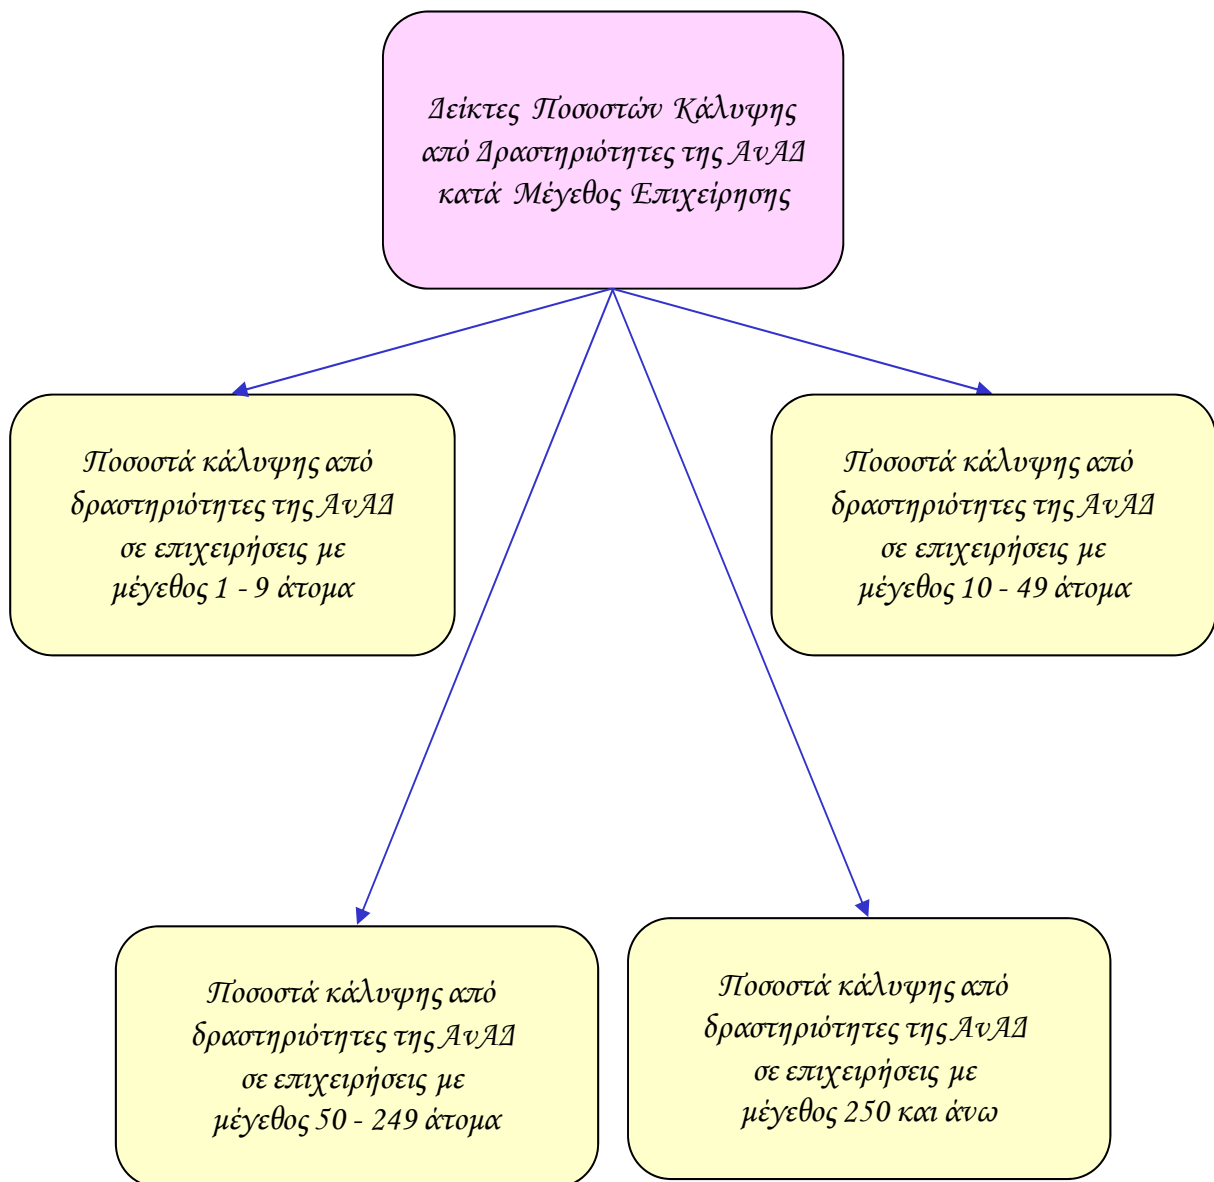 Δείκτες Ποσοστών Κάλυψης
από Δραστηριότητες της ΑνΑΔ
κατά Μέγεθος Επιχείρησης
Ποσοστά κάλυψης από
δραστηριότητες της ΑνΑΔ
σε επιχειρήσεις με
μέγεθος 1 - 9 άτομα
Ποσοστά κάλυψης από
δραστηριότητες της ΑνΑΔ
σε επιχειρήσεις με
μέγεθος 10 - 49 άτομα
Ποσοστά κάλυψης από
δραστηριότητες της ΑνΑΔ
σε επιχειρήσεις με
μέγεθος 50 - 249 άτομα
Ποσοστά κάλυψης από
δραστηριότητες της ΑνΑΔ
σε επιχειρήσεις με
μέγεθος 250 και άνω